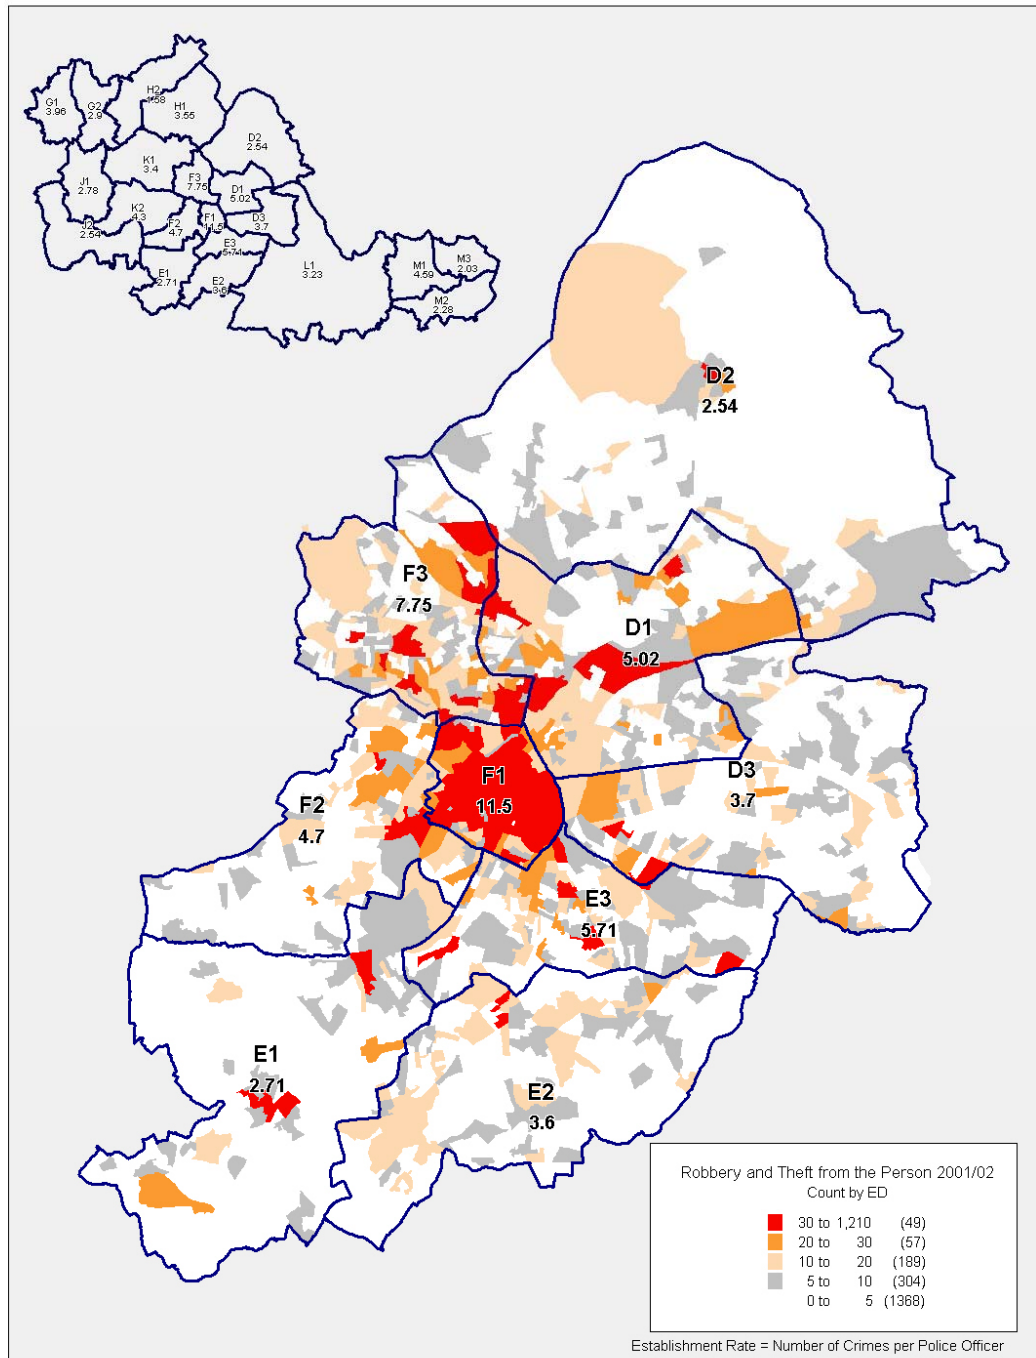 H2
1.58
G1
3.96
G2
2.9
H1
3.55
D2
2.54
K1
3.4
F3
7.75
J1
2.78
D1
5.02
K2
4.3
F1
11.5
D3
3.7
J2
2.54
F2
4.7
E3
5.71
L1
3.23
M1
4.59
M3
2.03
E1
2.71
E2
3.6
M2
2.28
D2
2.54
F3
7.75
D1
5.02
F1
11.5
D3
3.7
F2
4.7
E3
5.71
E1
2.71
E2
3.6
Robbery and Theft from the Person 2001/02
Count by ED
30 to 1,210 (49)
20 to 30 (57)
10 to 20 (189)
5 to 10 (304)
0 to 5 (1368)
Establishment Rate = Number of Crimes per Police Officer